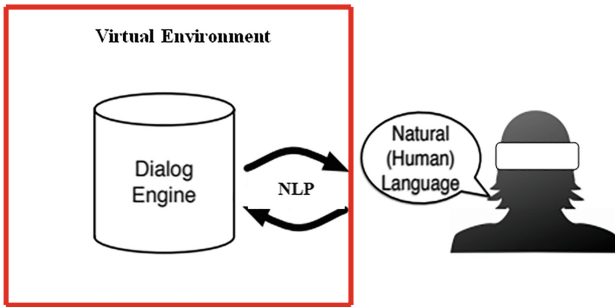 Virtual Environment
Dialog
Engine
NLP
Natural
(Human)
Language